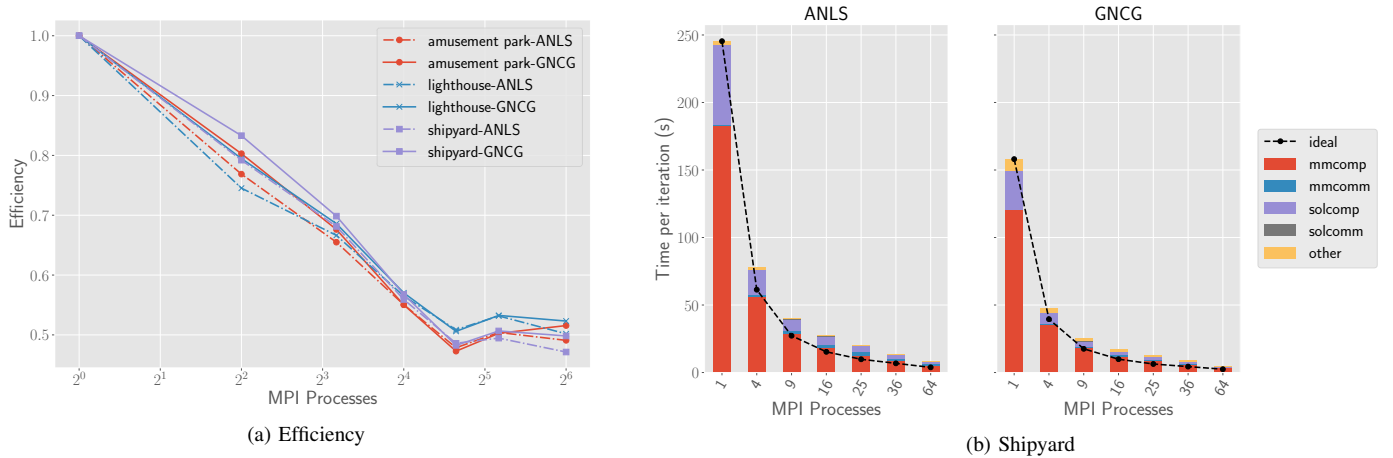 1.0
0.9
0.8
0.7
0.6
0.5
Efficiency
2^0 2^1 2^2 2^3 2^4 2^5 2^6
MPI Processes
amusement park-ANLS
amusement park-GNCG
lighthouse-ANLS
lighthouse-GNCG
shipyard-ANLS
shipyard-GNCG
(a) Efficiency
ANLS
GNCG
250
200
150
100
50
0
Time per iteration (s)
1 4 9 16 25 36 64
MPI Processes
1 4 9 16 25 36 64
MPI Processes
ideal
mmcomp
mmcomm
solcomp
solcomm
other
(b) Shipyard